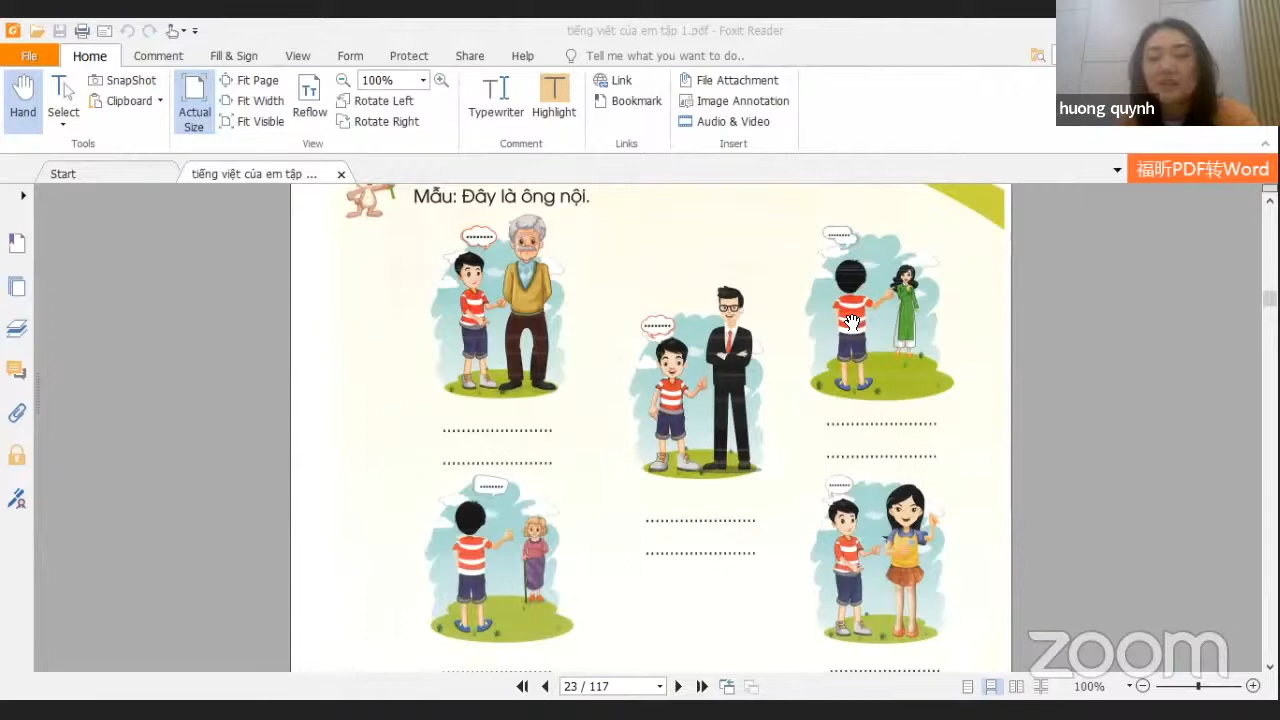 tiếng việt của em tập 1.pdf - Foxit Reader
File Home Comment Fill & Sign View Form Protect Share Help Tell me what you want to do..
Hand
Select
SnapShot
Clipboard
Tools
Actual Size
Fit Page
Fit Width
Fit Visible
Reflow
100%
Rotate Left
Rotate Right
View
Typewriter
Highlight
Comment
Link
Bookmark
Links
File Attachment
Image Annotation
Audio & Video
Insert
huong quynh
Start
tiếng việt của em tập ...
福昕PDF转Word
Mẫu: Đây là ông nội.
23 / 117
100%
zoom